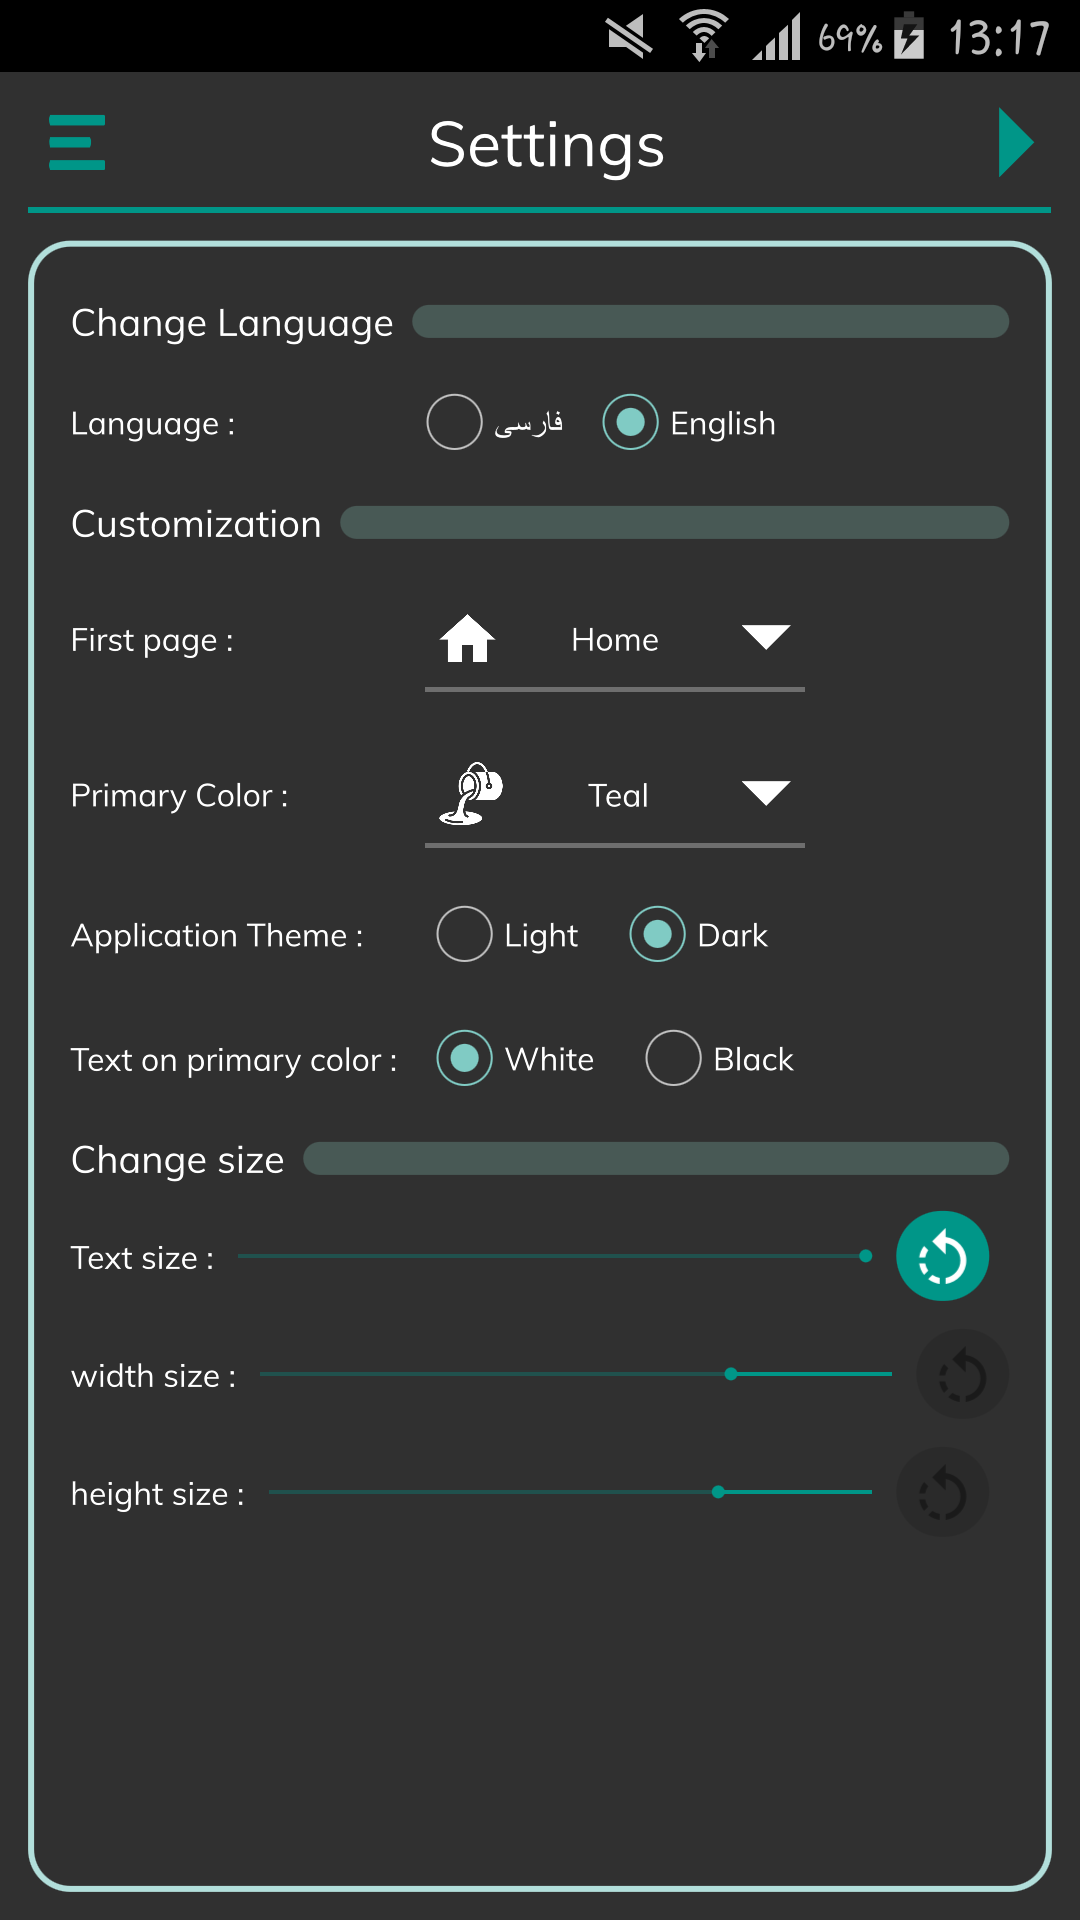 69% 13:17
Settings
Change Language
Language : فارسی English
Customization
First page : Home
Primary Color : Teal
Application Theme : Light Dark
Text on primary color : White Black
Change size
Text size :
width size :
height size :